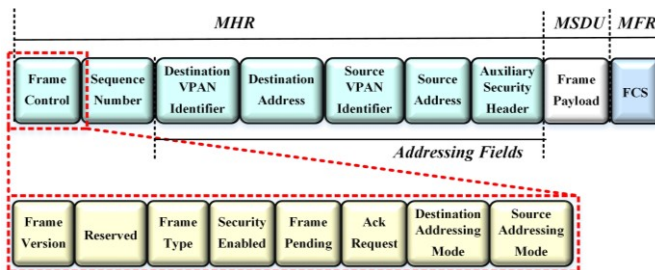 MHR MSDU MFR
Frame Control
Sequence Number
Destination VPAN Identifier
Destination Address
Source VPAN Identifier
Source Address
Auxiliary Security Header
Frame Payload
FCS
Addressing Fields
Frame Version
Reserved
Frame Type
Security Enabled
Frame Pending
Ack Request
Destination Addressing Mode
Source Addressing Mode